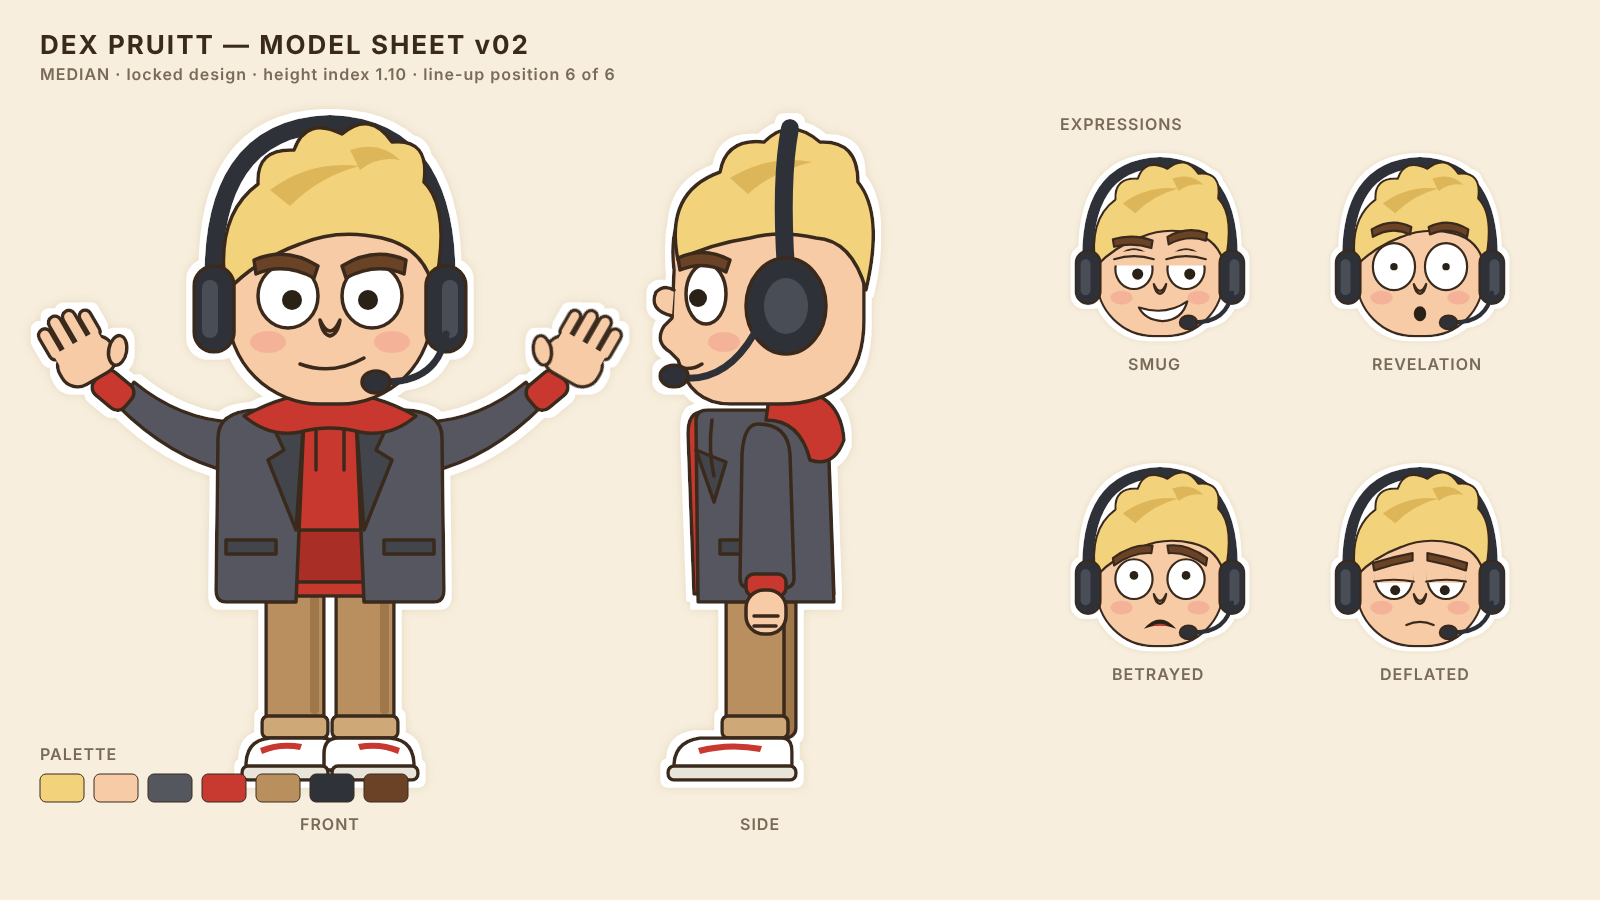 DEX PRUITT — MODEL SHEET v02
MEDIAN · locked design · height index 1.10 · line-up position 6 of 6
EXPRESSIONS
SMUG
REVELATION
BETRAYED
DEFLATED
PALETTE
FRONT
SIDE